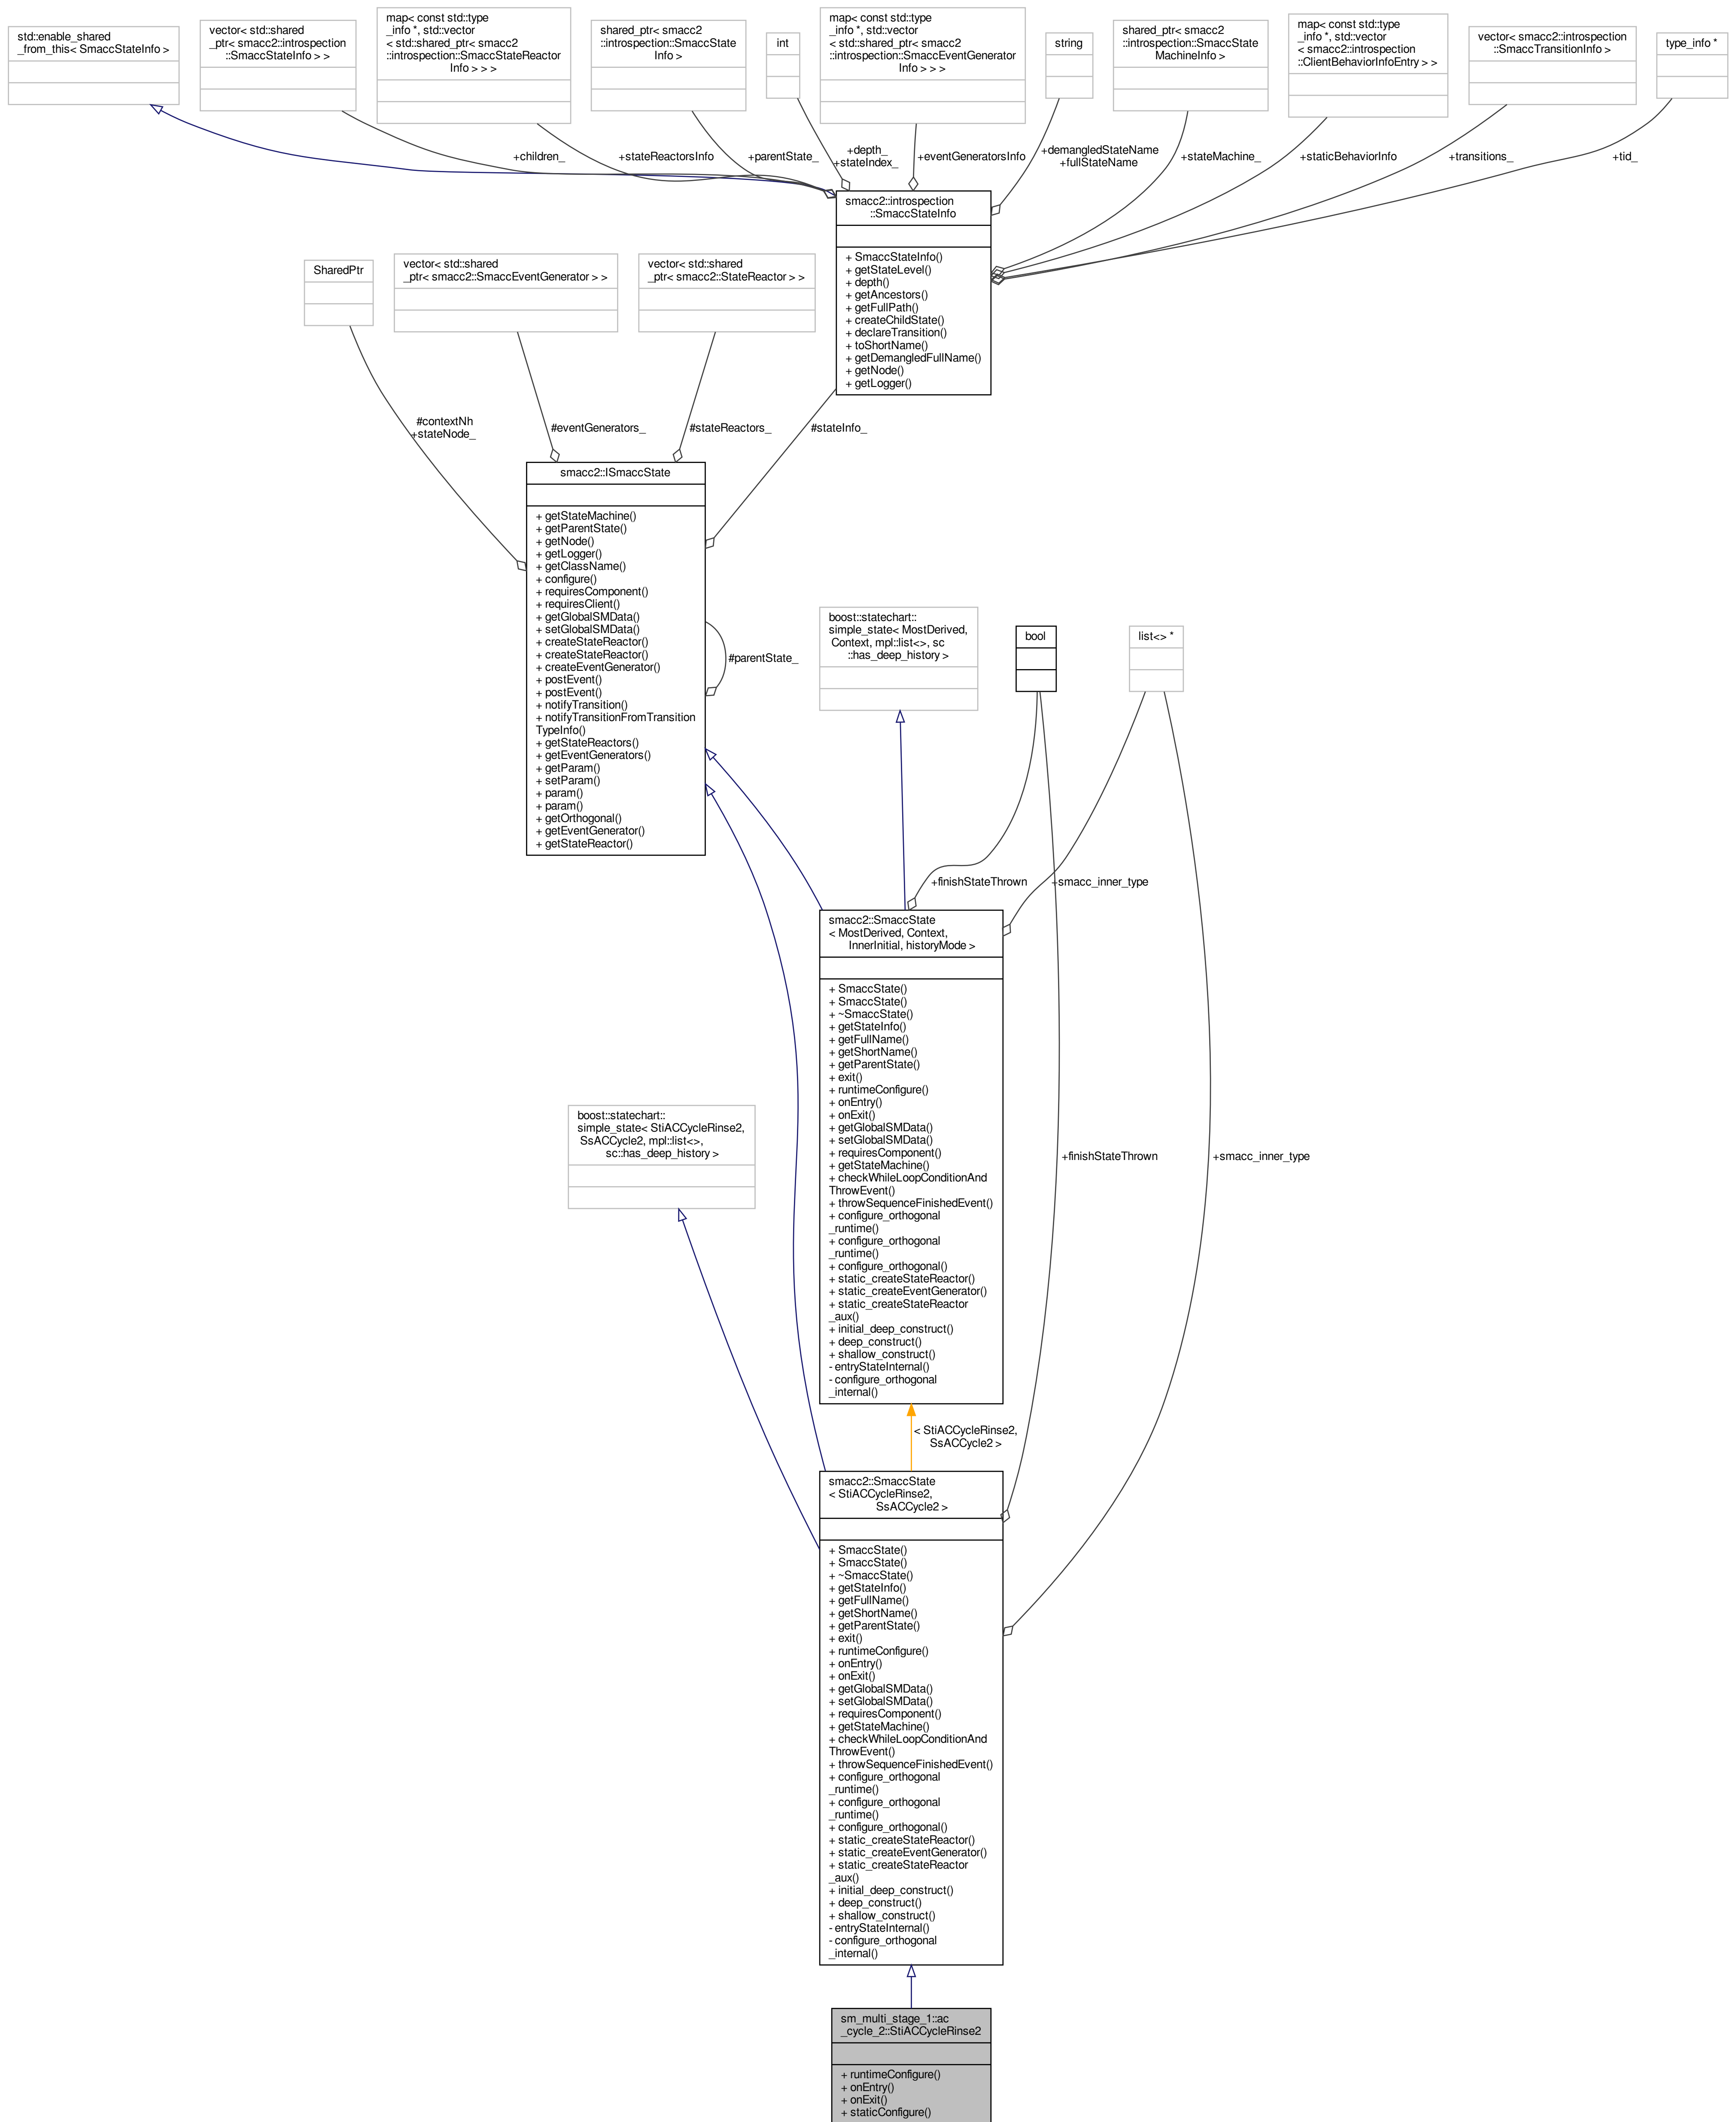 std::enable_shared
_from_this< SmaccStateInfo >
vector< std::shared
_ptr< smacc2::introspection
::SmaccStateInfo > >
map< const std::type
_info *, std::vector
< std::shared_ptr< smacc2
::introspection::SmaccStateReactor
Info > > >
shared_ptr< smacc2
::introspection::SmaccState
Info >
int
map< const std::type
_info *, std::vector
< std::shared_ptr< smacc2
::introspection::SmaccEventGenerator
Info > > >
string
shared_ptr< smacc2
::introspection::SmaccState
MachineInfo >
map< const std::type
_info *, std::vector
< smacc2::introspection
::ClientBehaviorInfoEntry > >
vector< smacc2::introspection
::SmaccTransitionInfo >
type_info *
+children_
+stateReactorsInfo
+parentState_
+depth_
+stateIndex_
+eventGeneratorsInfo
+demangledStateName
+fullStateName
+stateMachine_
+staticBehaviorInfo
+transitions_
+tid_
smacc2::introspection
::SmaccStateInfo
+ SmaccStateInfo()
+ getStateLevel()
+ depth()
+ getAncestors()
+ getFullPath()
+ createChildState()
+ declareTransition()
+ toShortName()
+ getDemangledFullName()
+ getNode()
+ getLogger()
SharedPtr
vector< std::shared
_ptr< smacc2::SmaccEventGenerator > >
vector< std::shared
_ptr< smacc2::StateReactor > >
#contextNh
+stateNode_
#eventGenerators_
#stateReactors_
#stateInfo_
smacc2::ISmaccState
+ getStateMachine()
+ getParentState()
+ getNode()
+ getLogger()
+ getClassName()
+ configure()
+ requiresComponent()
+ requiresClient()
+ getGlobalSMData()
+ setGlobalSMData()
+ createStateReactor()
+ createStateReactor()
+ createEventGenerator()
+ postEvent()
+ postEvent()
+ notifyTransition()
+ notifyTransitionFromTransition
TypeInfo()
+ getStateReactors()
+ getEventGenerators()
+ getParam()
+ setParam()
+ param()
+ param()
+ getOrthogonal()
+ getEventGenerator()
+ getStateReactor()
#parentState_
boost::statechart::
simple_state< MostDerived,
Context, mpl::list<>, sc
::has_deep_history >
bool
list<> *
+finishStateThrown
+smacc_inner_type
smacc2::SmaccState
< MostDerived, Context,
InnerInitial, historyMode >
+ SmaccState()
+ SmaccState()
+ ~SmaccState()
+ getStateInfo()
+ getFullName()
+ getShortName()
+ getParentState()
+ exit()
+ runtimeConfigure()
+ onEntry()
+ onExit()
+ getGlobalSMData()
+ setGlobalSMData()
+ requiresComponent()
+ getStateMachine()
+ checkWhileLoopConditionAnd
ThrowEvent()
+ throwSequenceFinishedEvent()
+ configure_orthogonal
_runtime()
+ configure_orthogonal
_runtime()
+ configure_orthogonal()
+ static_createStateReactor()
+ static_createEventGenerator()
+ static_createStateReactor
_aux()
+ initial_deep_construct()
+ deep_construct()
+ shallow_construct()
- entryStateInternal()
- configure_orthogonal
_internal()
boost::statechart::
simple_state< StiACCycleRinse2,
SsACCycle2, mpl::list<>,
sc::has_deep_history >
+finishStateThrown
+smacc_inner_type
< StiACCycleRinse2,
SsACCycle2 >
smacc2::SmaccState
< StiACCycleRinse2,
SsACCycle2 >
+ SmaccState()
+ SmaccState()
+ ~SmaccState()
+ getStateInfo()
+ getFullName()
+ getShortName()
+ getParentState()
+ exit()
+ runtimeConfigure()
+ onEntry()
+ onExit()
+ getGlobalSMData()
+ setGlobalSMData()
+ requiresComponent()
+ getStateMachine()
+ checkWhileLoopConditionAnd
ThrowEvent()
+ throwSequenceFinishedEvent()
+ configure_orthogonal
_runtime()
+ configure_orthogonal
_runtime()
+ configure_orthogonal()
+ static_createStateReactor()
+ static_createEventGenerator()
+ static_createStateReactor
_aux()
+ initial_deep_construct()
+ deep_construct()
+ shallow_construct()
- entryStateInternal()
- configure_orthogonal
_internal()
sm_multi_stage_1::ac
_cycle_2::StiACCycleRinse2
+ runtimeConfigure()
+ onEntry()
+ onExit()
+ staticConfigure()